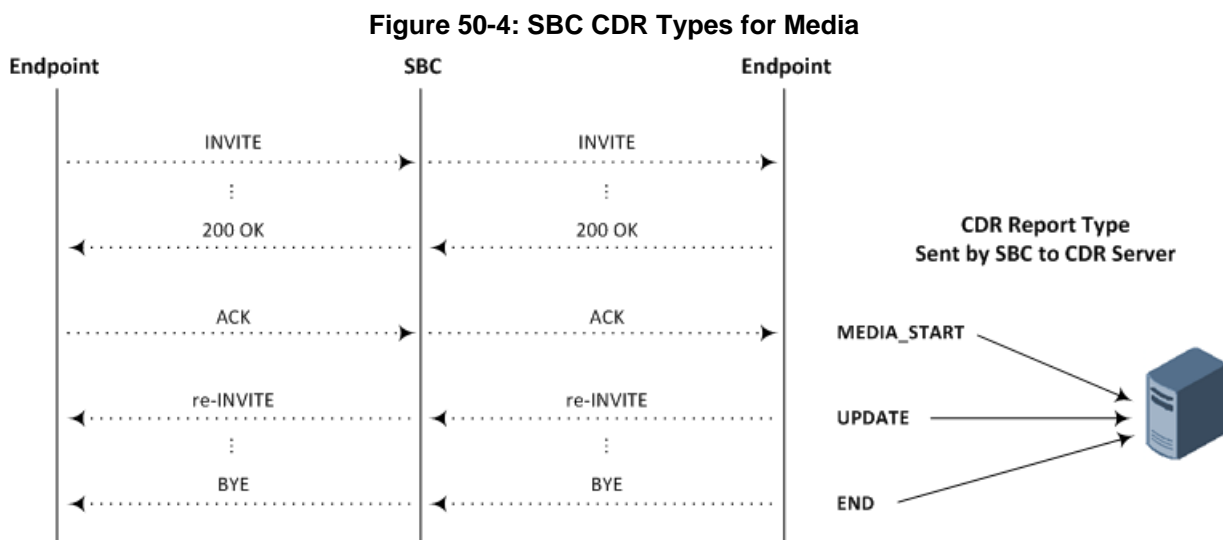 Figure 50-4: SBC CDR Types for Media
Endpoint SBC Endpoint
INVITE INVITE
200 OK 200 OK
CDR Report Type
Sent by SBC to CDR Server
ACK ACK
MEDIA_START
re-INVITE re-INVITE
UPDATE
BYE BYE
END